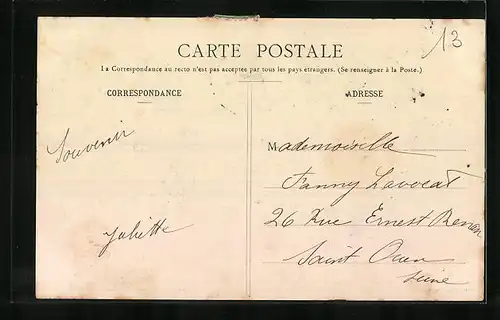 13
CARTE POSTALE
La Correspondance au recto n'est pas acceptée par tous les pays étrangers. (Se renseigner à la Poste.)
CORRESPONDANCE
ADRESSE
Souvenir
Juliette
Mademoiselle
Fanny Lavocat
26 Rue Ernest Renan
Saint Ouen
Seine